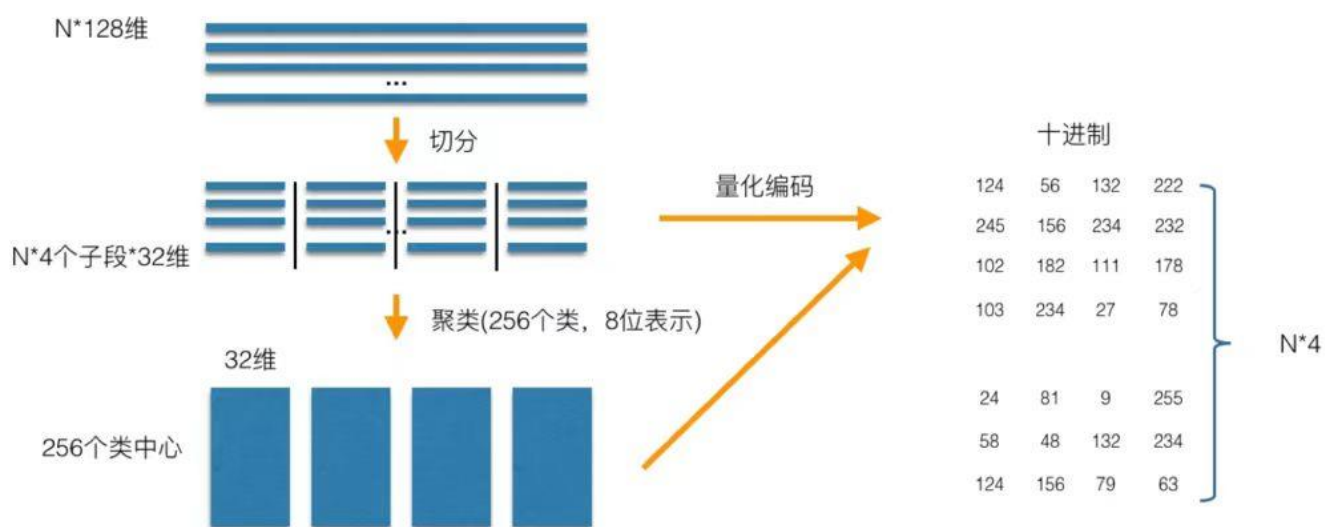 N*128维
...
切分
...
N*4个子段*32维
聚类(256个类，8位表示)
32维
256个类中心
量化编码
十进制
124 56 132 222
245 156 234 232
102 182 111 178
103 234 27 78
24 81 9 255
58 48 132 234
124 156 79 63
N*4